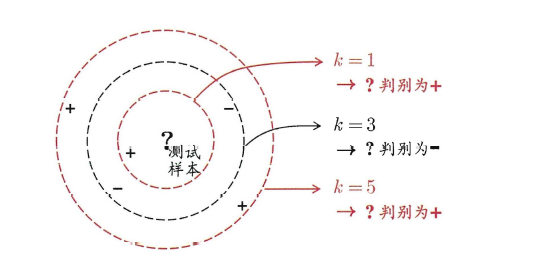 k = 1
→ ? 判别为+
+
−
k = 3
?
+
测试
→ ? 判别为-
样本
−
k = 5
+
→ ? 判别为+